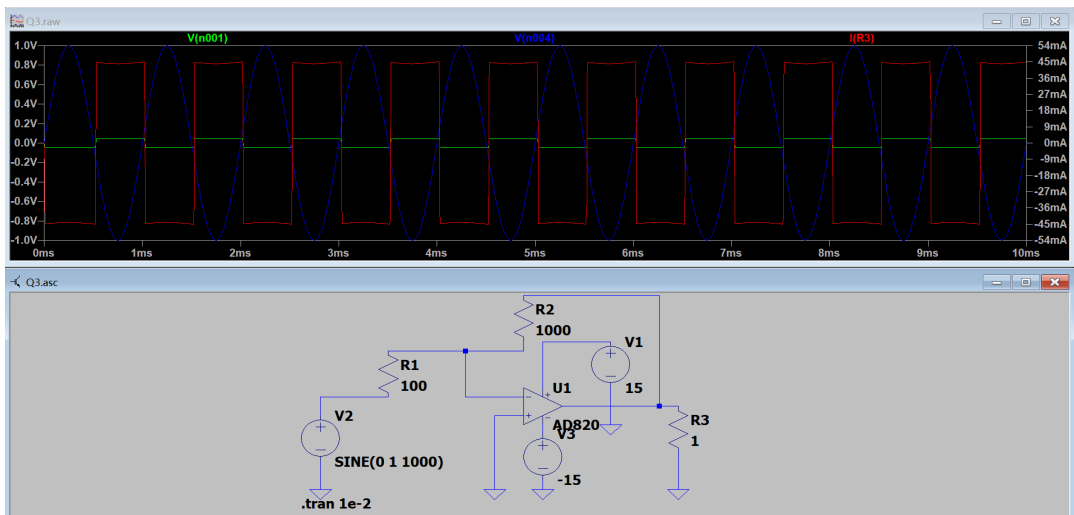 Q3.raw
V(n001) V(n004) I(R3)
1.0V 54mA
0.8V 45mA
0.6V 36mA
0.4V 27mA
0.2V 18mA
0.0V 9mA
-0.2V 0mA
-0.4V -9mA
-0.6V -18mA
-0.8V -27mA
-1.0V -36mA
-45mA
-54mA
0ms 1ms 2ms 3ms 4ms 5ms 6ms 7ms 8ms 9ms 10ms
Q3.asc
R2
1000
V1
15
R1
100
U1
AD820
V2
SINE(0 1 1000)
V3
-15
R3
1
.tran 1e-2